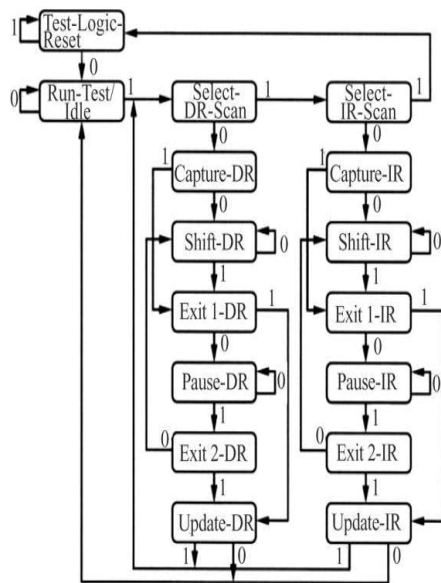 1
Test-Logic-
Reset
0
0
Run-Test/
Idle
1
Select-
DR-Scan
1
Select-
IR-Scan
1
0
0
1
Capture-DR
1
Capture-IR
0
0
Shift-DR
0
Shift-IR
0
1
1
Exit 1-DR
1
Exit 1-IR
1
0
0
Pause-DR
0
Pause-IR
0
1
1
0
Exit 2-DR
0
Exit 2-IR
1
1
Update-DR
Update-IR
1
0
1
0